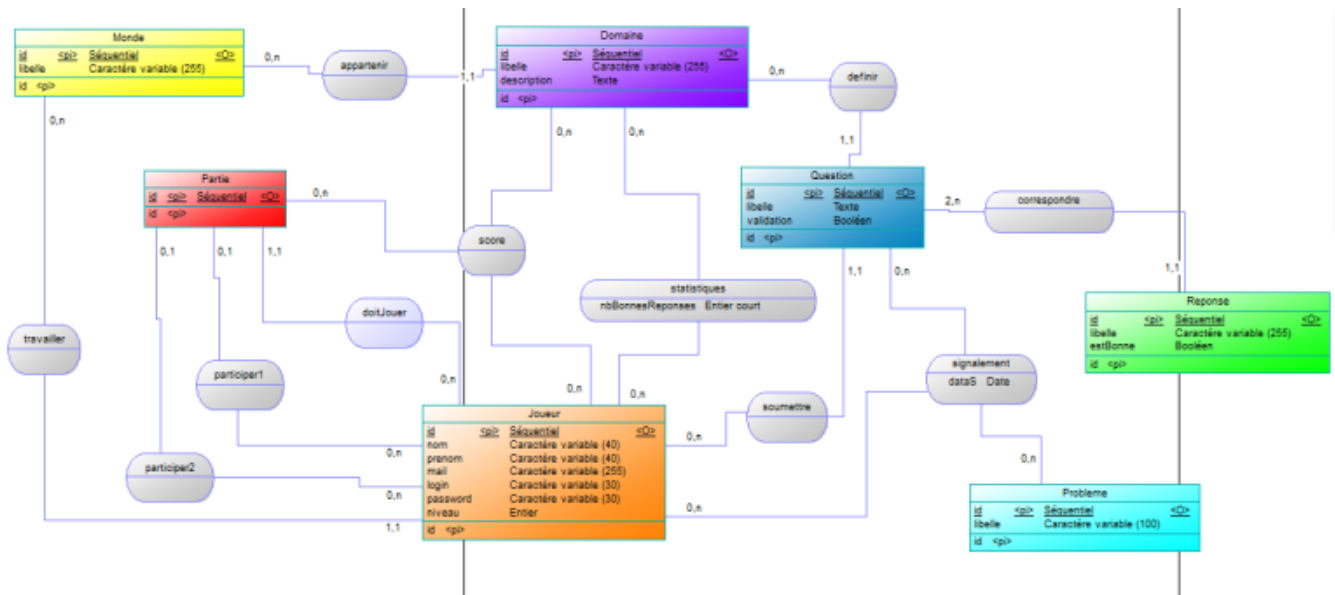 Monde
id <pi> Séquentiel <O>
libelle Caractère variable (255)
id <pi>
0,n
appartenir
1,1
Domaine
id <pi> Séquentiel <O>
libelle Caractère variable (255)
description Texte
id <pi>
0,n
definir
1,1
0,n
0,n
0,n
Partie
id <pi> Séquentiel <O>
id <pi>
0,n
0,1
0,1
1,1
score
Question
id <pi> Séquentiel <O>
libelle Texte
validation Booléen
id <pi>
2,n
correspondre
1,1
1,1
0,n
statistiques
nbBonnesReponses Entier court
Reponse
id <pi> Séquentiel <O>
libelle Caractère variable (255)
estBonne Booléen
id <pi>
doitJouer
travailler
participer1
signalement
dataS Date
0,n
0,n
0,n
soumettre
Joueur
id <pi> Séquentiel <O>
nom Caractère variable (40)
prenom Caractère variable (40)
mail Caractère variable (255)
login Caractère variable (30)
password Caractère variable (30)
niveau Entier
id <pi>
0,n
0,n
participer2
0,n
0,n
1,1
0,n
Probleme
id <pi> Séquentiel <O>
libelle Caractère variable (100)
id <pi>